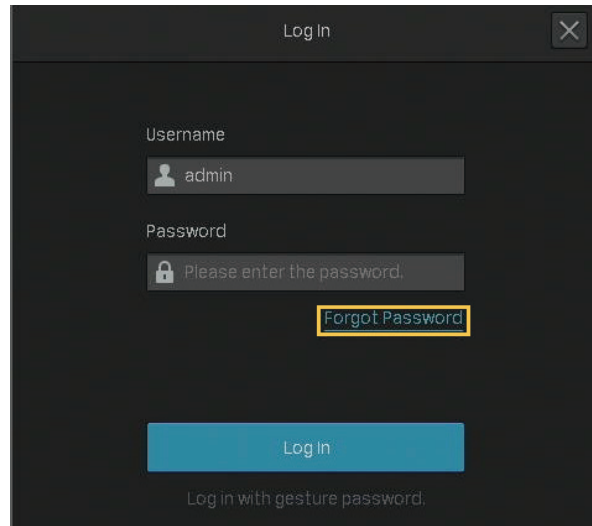 Log In
Username
admin
Password
Please enter the password.
Forgot Password
Log In
Log in with gesture password.